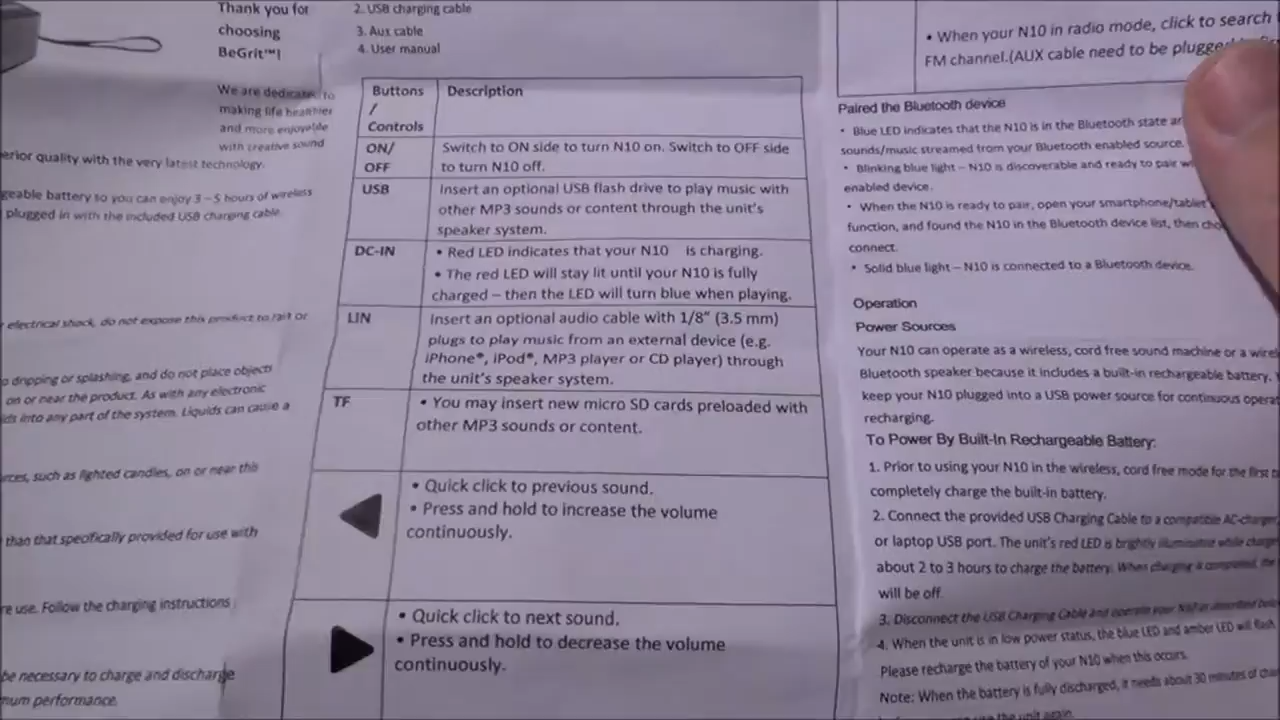 Thank you for
choosing
BeGrit™!
We are dedicated to
making life healthier
and more enjoyable
with creative sound
erior quality with the very latest technology.
geable battery so you can enjoy 3 – 5 hours of wireless
plugged in with the included USB charging cable.
electrical shock, do not expose this product to rain or
o dripping or splashing, and do not place objects
on or near the product. As with any electronic
ids into any part of the system. Liquids can cause a
urces, such as lighted candles, on or near this
than that specifically provided for use with
re use. Follow the charging instructions
be necessary to charge and discharge
mum performance.
2. USB charging cable
3. Aux cable
4. User manual
Buttons
/
Controls
Description
ON/
OFF
Switch to ON side to turn N10 on. Switch to OFF side
to turn N10 off.
USB
Insert an optional USB flash drive to play music with
other MP3 sounds or content through the unit's
speaker system.
DC-IN
• Red LED indicates that your N10 is charging.
• The red LED will stay lit until your N10 is fully
charged – then the LED will turn blue when playing.
LIN
Insert an optional audio cable with 1/8" (3.5 mm)
plugs to play music from an external device (e.g.
iPhone®, iPod®, MP3 player or CD player) through
the unit's speaker system.
TF
• You may insert new micro SD cards preloaded with
other MP3 sounds or content.
• Quick click to previous sound.
• Press and hold to increase the volume
continuously.
• Quick click to next sound.
• Press and hold to decrease the volume
continuously.
• When your N10 in radio mode, click to search
FM channel.(AUX cable need to be plugged
Paired the Bluetooth device
• Blue LED indicates that the N10 is in the Bluetooth state
sounds/music streamed from your Bluetooth enabled source.
• Blinking blue light – N10 is discoverable and ready to pair
enabled device.
• When the N10 is ready to pair, open your smartphone/tablet
function, and found the N10 in the Bluetooth device list, then
connect.
• Solid blue light – N10 is connected to a Bluetooth device.
Operation
Power Sources
Your N10 can operate as a wireless, cord free sound machine or a
Bluetooth speaker because it includes a built-in rechargeable battery.
keep your N10 plugged into a USB power source for continuous
recharging.
To Power By Built-In Rechargeable Battery:
1. Prior to using your N10 in the wireless, cord free mode for the first
completely charge the built-in battery.
2. Connect the provided USB Charging Cable to a compatible
or laptop USB port. The unit's red LED is brightly illuminated while
about 2 to 3 hours to charge the battery. When charging is completed,
will be off.
3. Disconnect the USB Charging Cable and operate your N10 as described
4. When the unit is in low power status, the blue LED and amber LED will flash.
Please recharge the battery of your N10 when this occurs.
Note: When the battery is fully discharged, it needs about 30 minutes of